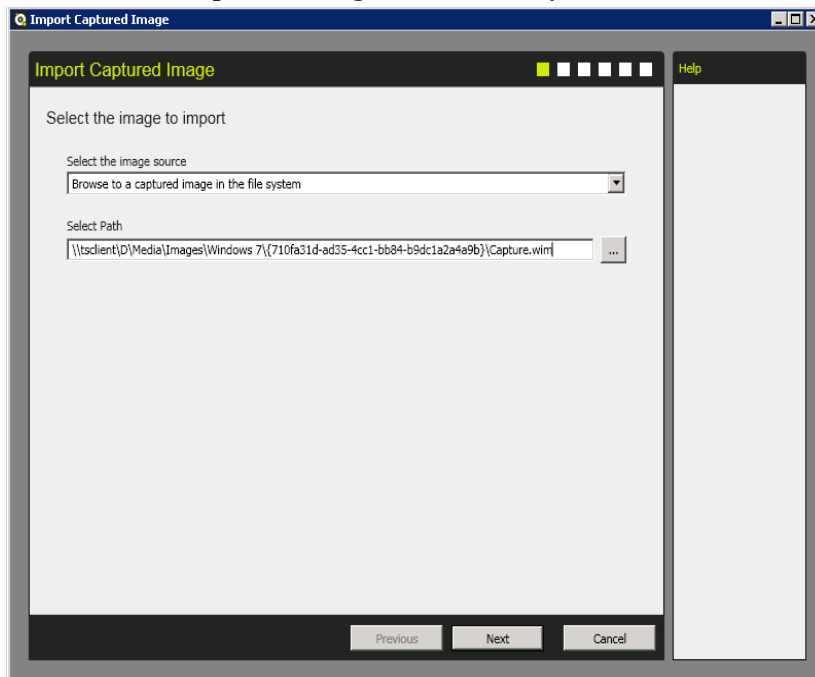 Import Captured Image
Import Captured Image
Help
Select the image to import
Select the image source
Browse to a captured image in the file system
Select Path
\\tsclient\D\Media\Images\Windows 7\{710fa31d-ad35-4cc1-bb84-b9dc1a2a4a9b}\Capture.wim
...
Previous Next Cancel